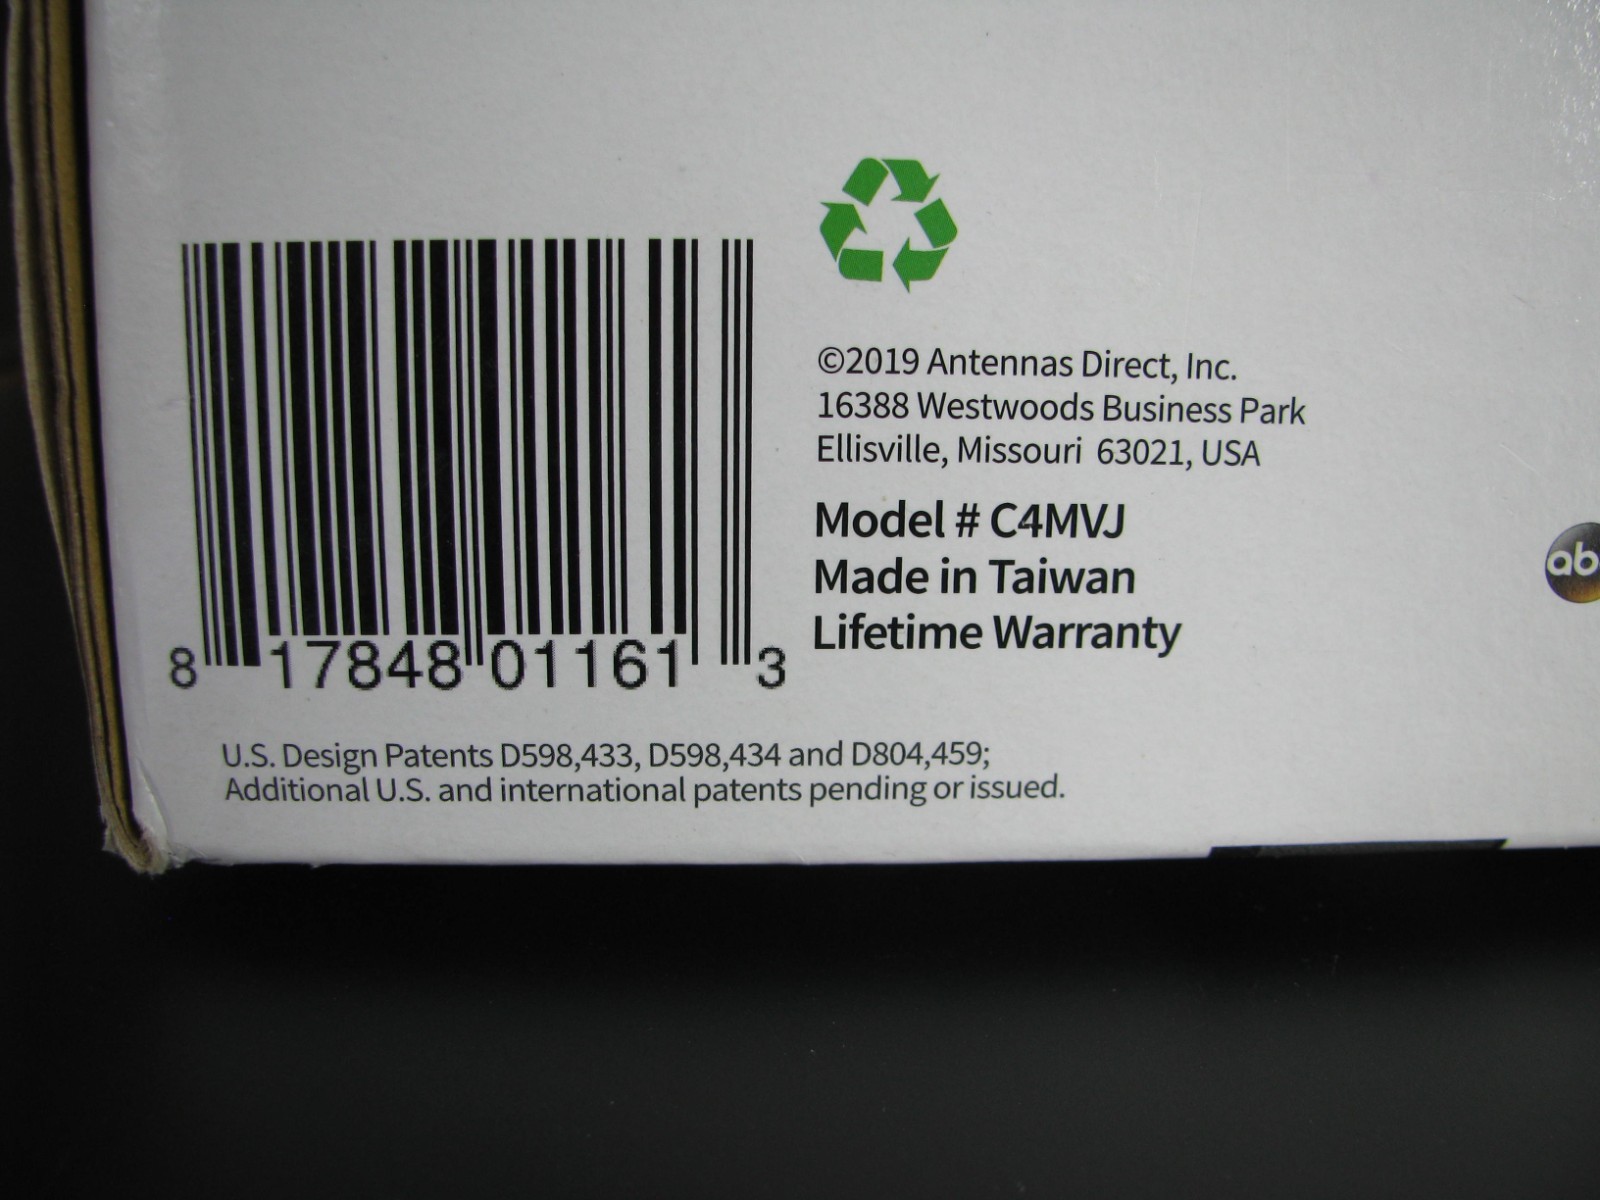 ©2019 Antennas Direct, Inc.
16388 Westwoods Business Park
Ellisville, Missouri 63021, USA
Model # C4MVJ
Made in Taiwan
Lifetime Warranty
8 17848 01161 3
U.S. Design Patents D598,433, D598,434 and D804,459;
Additional U.S. and international patents pending or issued.
ab